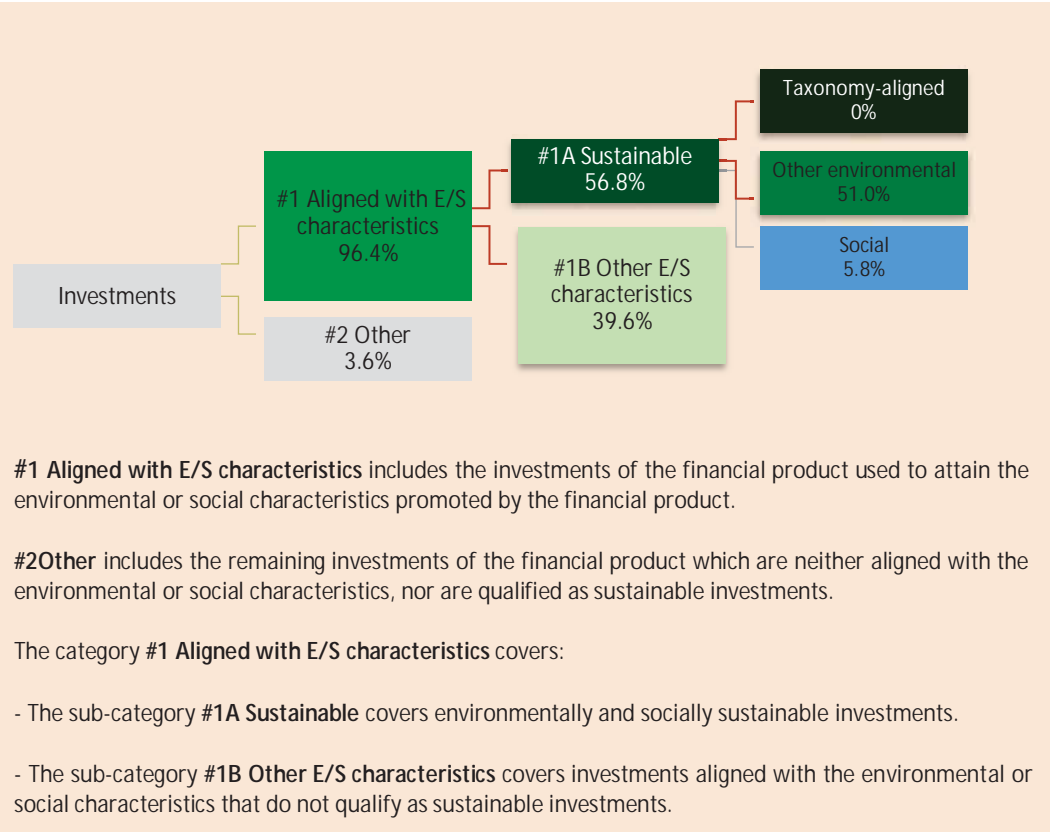 Investments
#1 Aligned with E/S
characteristics
96.4%
#2 Other
3.6%
#1A Sustainable
56.8%
#1B Other E/S
characteristics
39.6%
Taxonomy-aligned
0%
Other environmental
51.0%
Social
5.8%
#1 Aligned with E/S characteristics includes the investments of the financial product used to attain the
environmental or social characteristics promoted by the financial product.
#2Other includes the remaining investments of the financial product which are neither aligned with the
environmental or social characteristics, nor are qualified as sustainable investments.
The category #1 Aligned with E/S characteristics covers:
- The sub-category #1A Sustainable covers environmentally and socially sustainable investments.
- The sub-category #1B Other E/S characteristics covers investments aligned with the environmental or
social characteristics that do not qualify as sustainable investments.